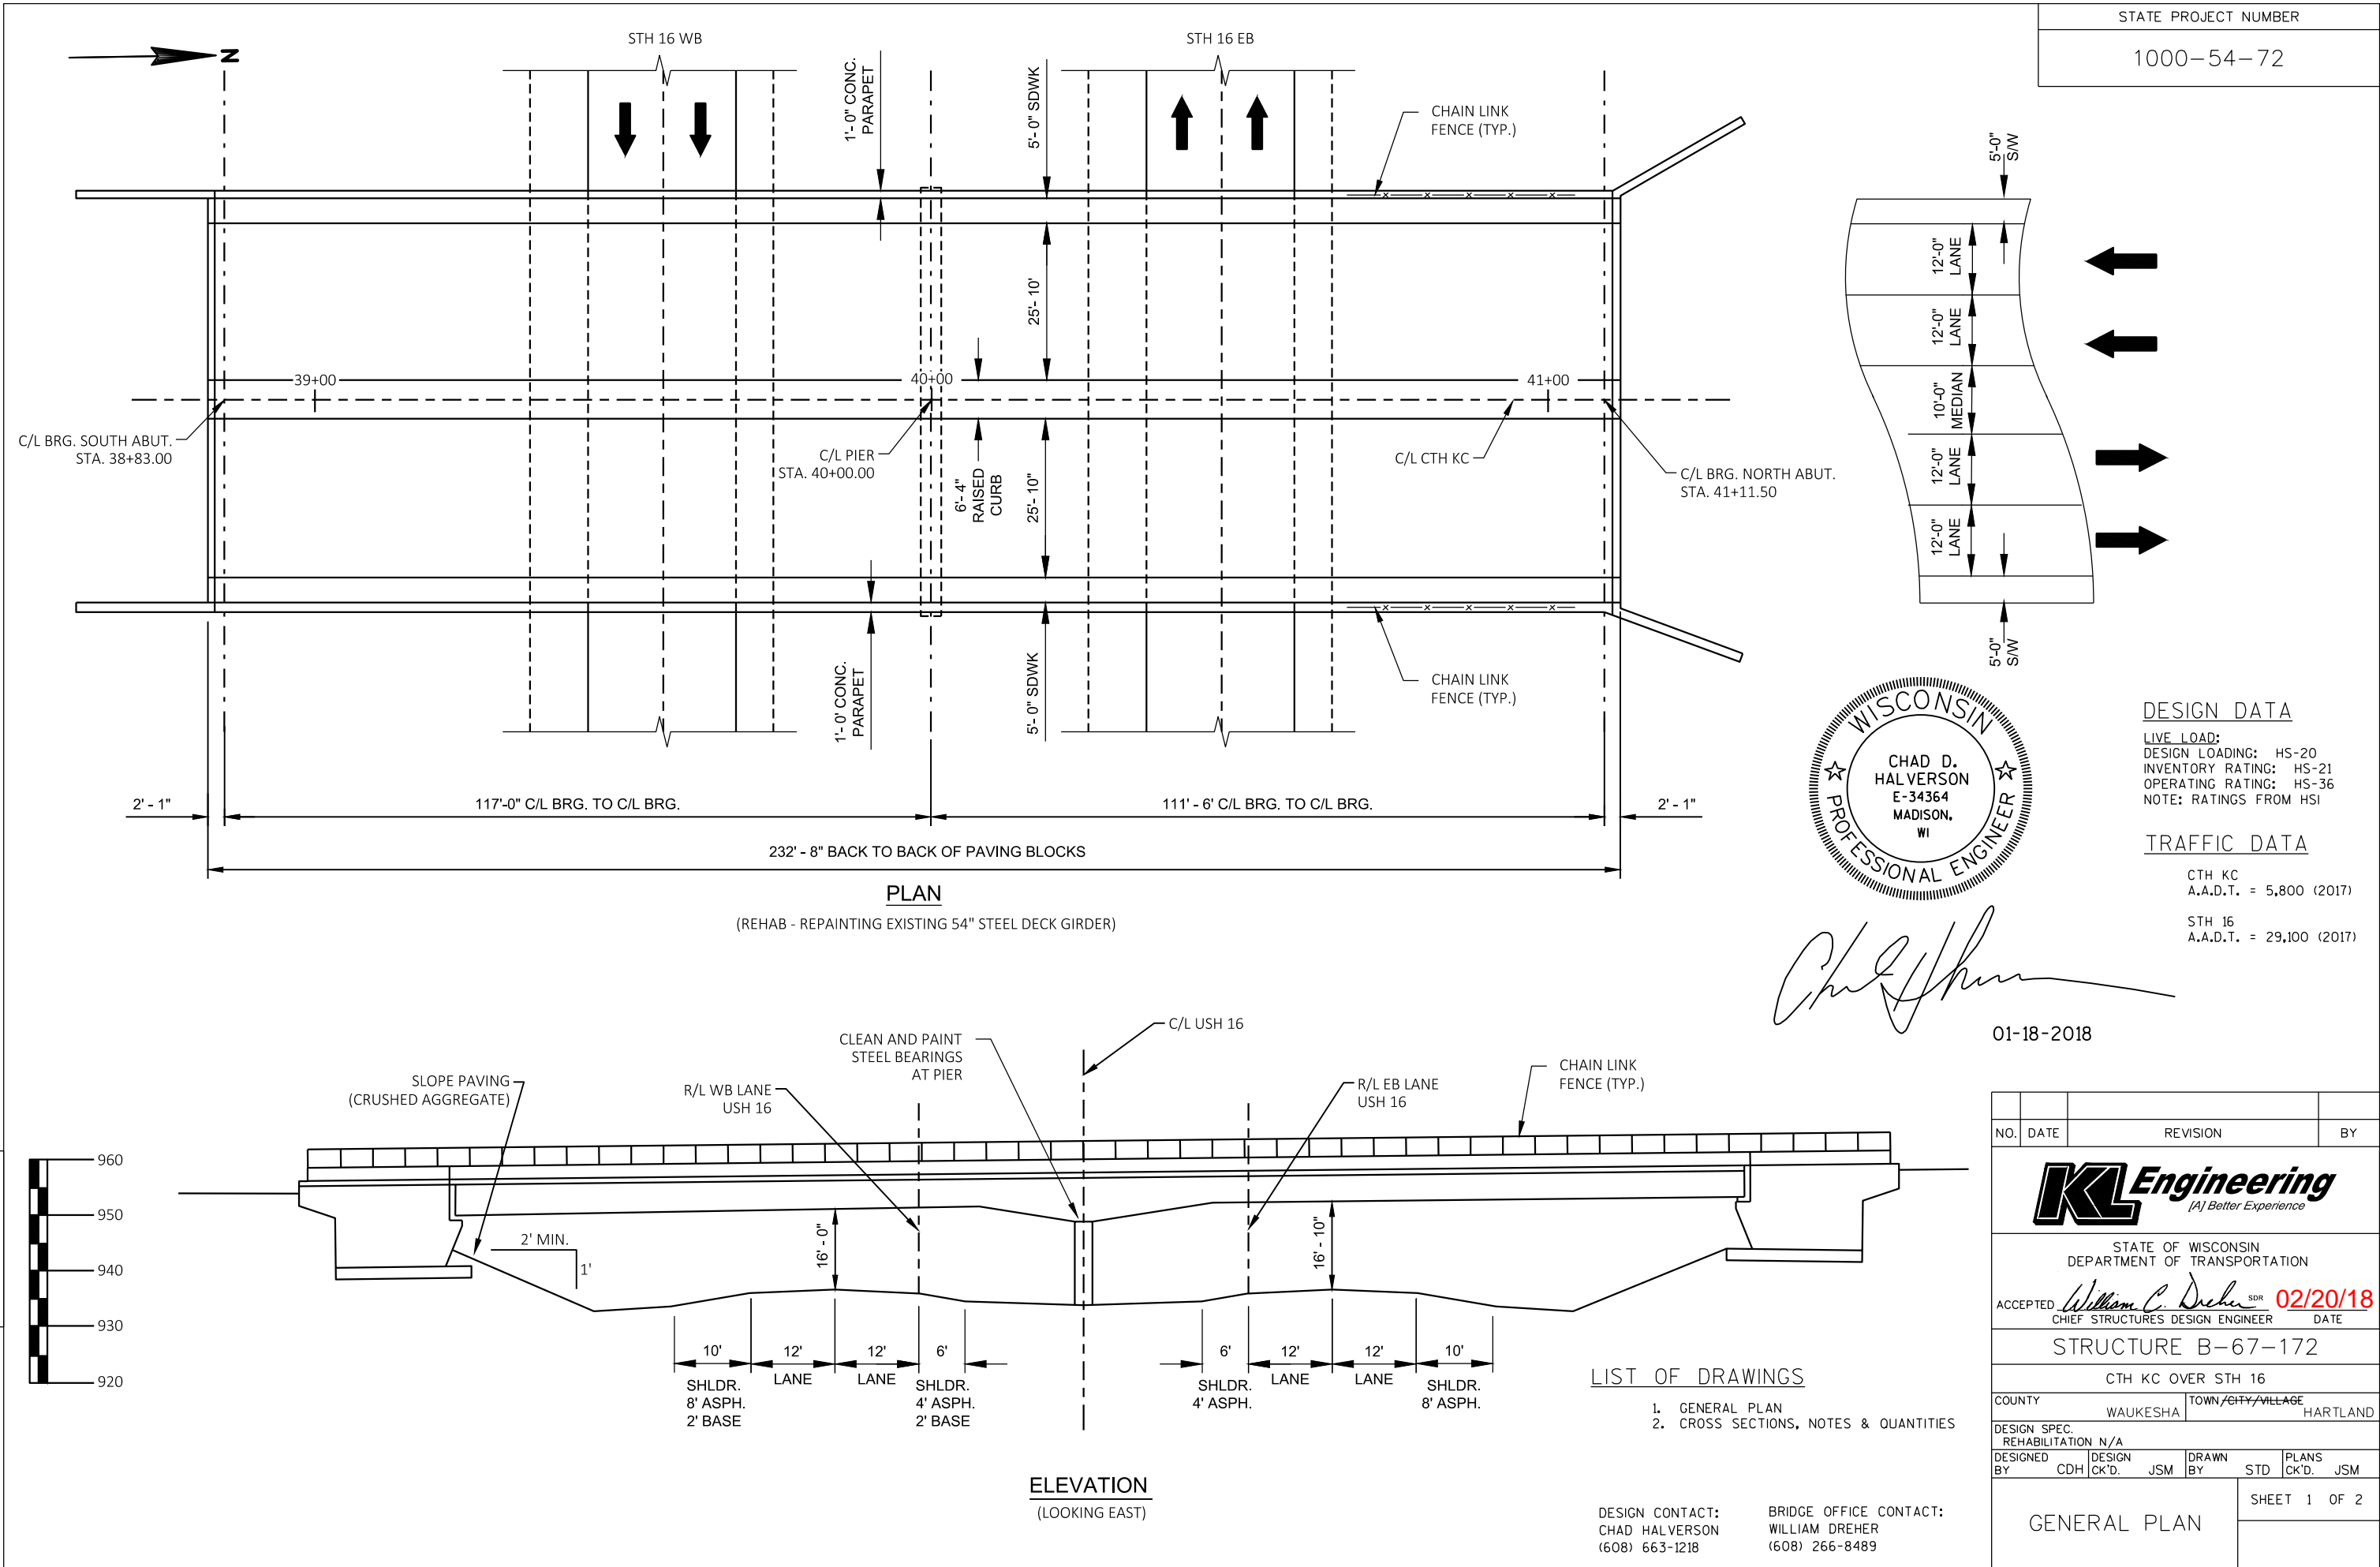 STATE PROJECT NUMBER
1000-54-72
N
STH 16 WB
STH 16 EB
1'- 0" CONC.
PARAPET
5'- 0" SDWK
CHAIN LINK
FENCE (TYP.)
25'- 10'
39+00
40+00
41+00
C/L BRG. SOUTH ABUT.
STA. 38+83.00
C/L PIER
STA. 40+00.00
6'- 4"
RAISED
CURB
25'- 10"
C/L CTH KC
C/L BRG. NORTH ABUT.
STA. 41+11.50
1'- 0' CONC.
PARAPET
5'- 0" SDWK
CHAIN LINK
FENCE (TYP.)
2' - 1"
117'-0" C/L BRG. TO C/L BRG.
111' - 6' C/L BRG. TO C/L BRG.
2' - 1"
232' - 8" BACK TO BACK OF PAVING BLOCKS
PLAN
(REHAB - REPAINTING EXISTING 54" STEEL DECK GIRDER)
5'-0"
S/W
12'-0"
LANE
12'-0"
LANE
10'-0"
MEDIAN
12'-0"
LANE
12'-0"
LANE
5'-0"
S/W
WISCONSIN
CHAD D.
HALVERSON
E-34364
MADISON,
WI
PROFESSIONAL ENGINEER
01-18-2018
DESIGN DATA
LIVE LOAD:
DESIGN LOADING: HS-20
INVENTORY RATING: HS-21
OPERATING RATING: HS-36
NOTE: RATINGS FROM HSI
TRAFFIC DATA
CTH KC
A.A.D.T. = 5,800 (2017)
STH 16
A.A.D.T. = 29,100 (2017)
SLOPE PAVING
(CRUSHED AGGREGATE)
R/L WB LANE
USH 16
CLEAN AND PAINT
STEEL BEARINGS
AT PIER
C/L USH 16
R/L EB LANE
USH 16
CHAIN LINK
FENCE (TYP.)
960
950
940
930
920
2' MIN.
1'
16' - 0"
16' - 10"
10'
12'
12'
6'
SHLDR.
8' ASPH.
2' BASE
LANE
LANE
SHLDR.
4' ASPH.
2' BASE
6'
12'
12'
10'
SHLDR.
4' ASPH.
LANE
LANE
SHLDR.
8' ASPH.
ELEVATION
(LOOKING EAST)
LIST OF DRAWINGS
1. GENERAL PLAN
2. CROSS SECTIONS, NOTES & QUANTITIES
DESIGN CONTACT:
CHAD HALVERSON
(608) 663-1218
BRIDGE OFFICE CONTACT:
WILLIAM DREHER
(608) 266-8489
NO. DATE REVISION BY
KL Engineering
[A] Better Experience
STATE OF WISCONSIN
DEPARTMENT OF TRANSPORTATION
ACCEPTED William C. Dreher SDR 02/20/18
CHIEF STRUCTURES DESIGN ENGINEER DATE
STRUCTURE B-67-172
CTH KC OVER STH 16
COUNTY WAUKESHA TOWN/CITY/VILLAGE HARTLAND
DESIGN SPEC.
REHABILITATION N/A
DESIGNED BY CDH DESIGN CK'D. JSM DRAWN BY STD PLANS CK'D. JSM
GENERAL PLAN
SHEET 1 OF 2